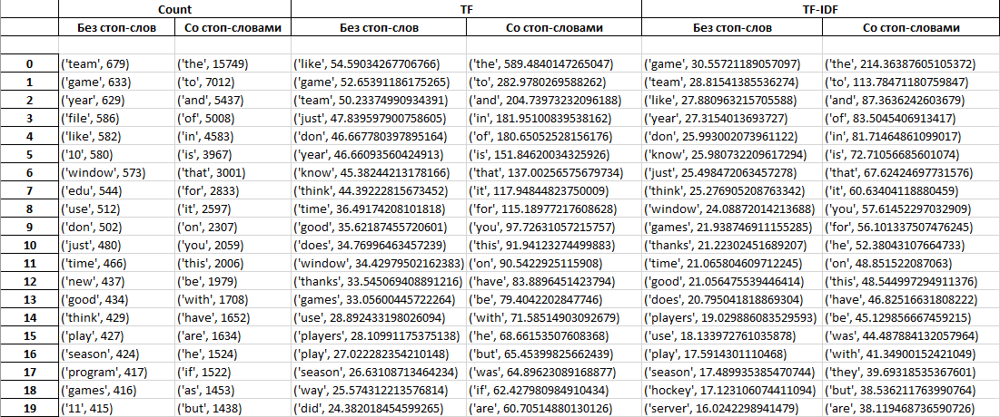 Count TF TF-IDF
Без стоп-слов Со стоп-словами Без стоп-слов Со стоп-словами Без стоп-слов Со стоп-словами
0 ('team', 679) ('the', 15749) ('like', 54.59034267706766) ('the', 589.4840147265047) ('game', 30.55721189057097) ('the', 214.36387605105372)
1 ('game', 633) ('to', 7012) ('game', 52.65391186175265) ('to', 282.9780269588262) ('team', 28.81541385536274) ('to', 113.78471180759847)
2 ('year', 629) ('and', 5437) ('team', 50.23374990934391) ('and', 204.73973232096188) ('like', 27.880963215705588) ('and', 87.3636242603679)
3 ('file', 586) ('of', 5008) ('just', 47.839597900758605) ('in', 181.95100839538162) ('year', 27.3154013693727) ('of', 83.5045406913417)
4 ('like', 582) ('in', 4583) ('don', 46.667780397895164) ('of', 180.65052528156176) ('don', 25.993002073961122) ('in', 81.71464861099017)
5 ('10', 580) ('is', 3967) ('year', 46.66093560424913) ('is', 151.84620034325926) ('know', 25.980732209617294) ('is', 72.71056685601074)
6 ('window', 573) ('that', 3001) ('know', 45.38244213178166) ('that', 137.00256575679734) ('just', 25.498472063457278) ('that', 67.62424697731576)
7 ('edu', 544) ('for', 2833) ('think', 44.39222815673452) ('it', 117.94844823750009) ('think', 25.276905208763342) ('it', 60.63404118880459)
8 ('use', 512) ('it', 2597) ('time', 36.49174208101818) ('for', 115.18977217608628) ('window', 24.08872014213688) ('you', 57.61452297032909)
9 ('don', 502) ('on', 2307) ('good', 35.62187455720601) ('you', 97.72631057215757) ('games', 21.938746911155285) ('for', 56.101337507476245)
10 ('just', 480) ('you', 2059) ('does', 34.76996463457239) ('this', 91.94123274499883) ('thanks', 21.22302451689207) ('he', 52.38043107664733)
11 ('time', 466) ('this', 2006) ('window', 34.42979502162383) ('on', 90.5422925115908) ('time', 21.065804609712245) ('on', 48.851522087063)
12 ('new', 437) ('be', 1979) ('thanks', 33.545069408891216) ('have', 83.8896451423794) ('good', 21.056475539446414) ('this', 48.544997294911376)
13 ('good', 434) ('with', 1708) ('games', 33.05600445722264) ('be', 79.4042202847746) ('does', 20.795041818869304) ('have', 46.82516631808222)
14 ('think', 429) ('have', 1652) ('use', 28.892433198026094) ('with', 71.58514903092679) ('players', 19.029886083529593) ('be', 45.129856667459215)
15 ('play', 427) ('are', 1634) ('players', 28.10991175375138) ('he', 68.66153507608368) ('use', 18.133972761035878) ('was', 44.487884132057964)
16 ('season', 424) ('he', 1524) ('play', 27.022282354210148) ('but', 65.45399825662439) ('play', 17.5914301110468) ('with', 41.34900152421049)
17 ('program', 417) ('if', 1522) ('season', 26.63108713464234) ('was', 64.89623089168877) ('season', 17.489935385470744) ('they', 39.69318535367601)
18 ('games', 416) ('as', 1453) ('way', 25.574312213576814) ('if', 62.427980984910434) ('hockey', 17.123106074411094) ('but', 38.536211763990764)
19 ('11', 415) ('but', 1438) ('did', 24.382018454599265) ('are', 60.70514880130126) ('server', 16.0242298941479) ('are', 38.119468736590726)